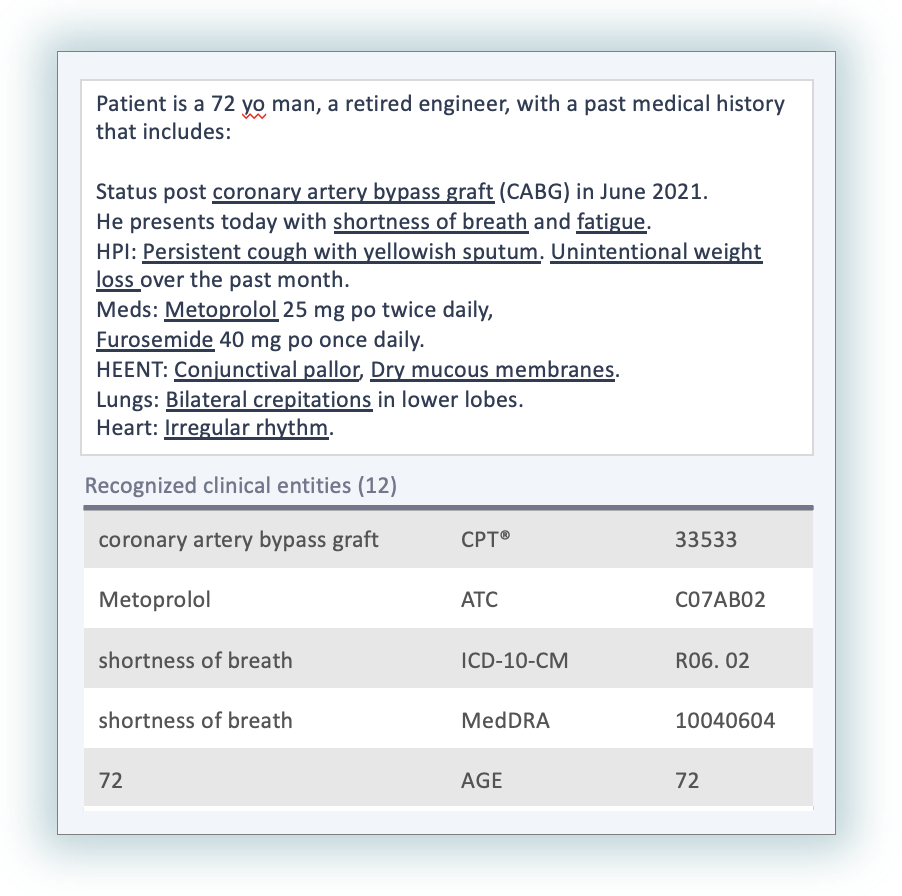 Patient is a 72 yo man, a retired engineer, with a past medical history
that includes:
Status post coronary artery bypass graft (CABG) in June 2021.
He presents today with shortness of breath and fatigue.
HPI: Persistent cough with yellowish sputum. Unintentional weight
loss over the past month.
Meds: Metoprolol 25 mg po twice daily,
Furosemide 40 mg po once daily.
HEENT: Conjunctival pallor, Dry mucous membranes.
Lungs: Bilateral crepitations in lower lobes.
Heart: Irregular rhythm.
Recognized clinical entities (12)
coronary artery bypass graft CPT® 33533
Metoprolol ATC C07AB02
shortness of breath ICD-10-CM R06. 02
shortness of breath MedDRA 10040604
72 AGE 72